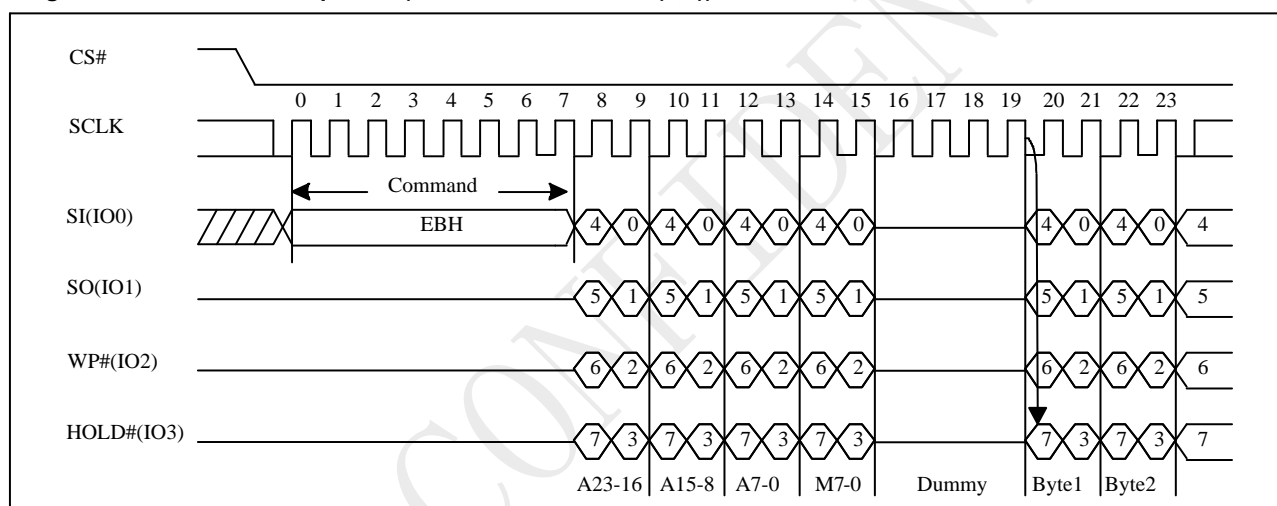 CS#
0 1 2 3 4 5 6 7 8 9 10 11 12 13 14 15 16 17 18 19 20 21 22 23
SCLK
Command
SI(IO0) EBH 4 0 4 0 4 0 4 0 4 0 4 0 4
SO(IO1) 5 1 5 1 5 1 5 1 5 1 5 1 5
WP#(IO2) 6 2 6 2 6 2 6 2 6 2 6 2 6
HOLD#(IO3) 7 3 7 3 7 3 7 3 7 3 7 3 7
A23-16 A15-8 A7-0 M7-0 Dummy Byte1 Byte2